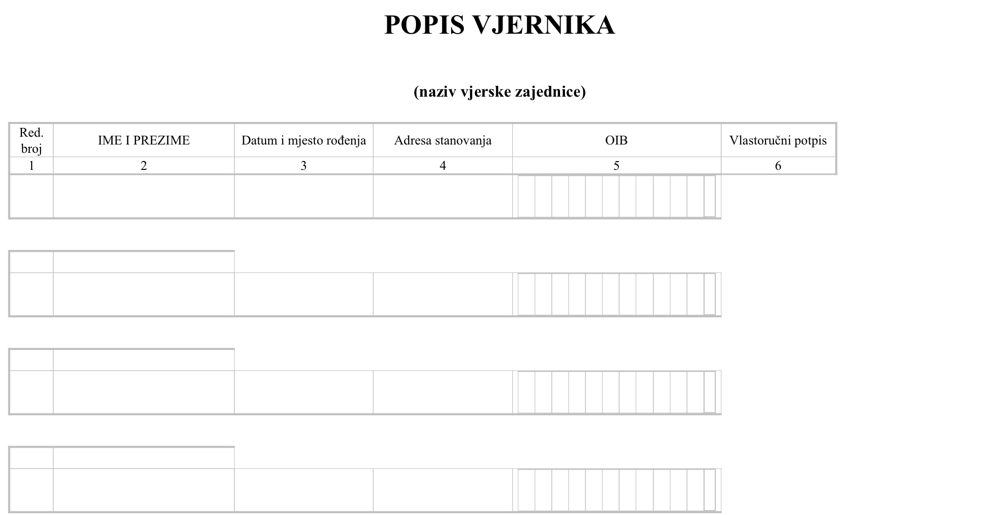 POPIS VJERNIKA
(naziv vjerske zajednice)
Red. broj IME I PREZIME Datum i mjesto rođenja Adresa stanovanja OIB Vlastoručni potpis
1 2 3 4 5 6